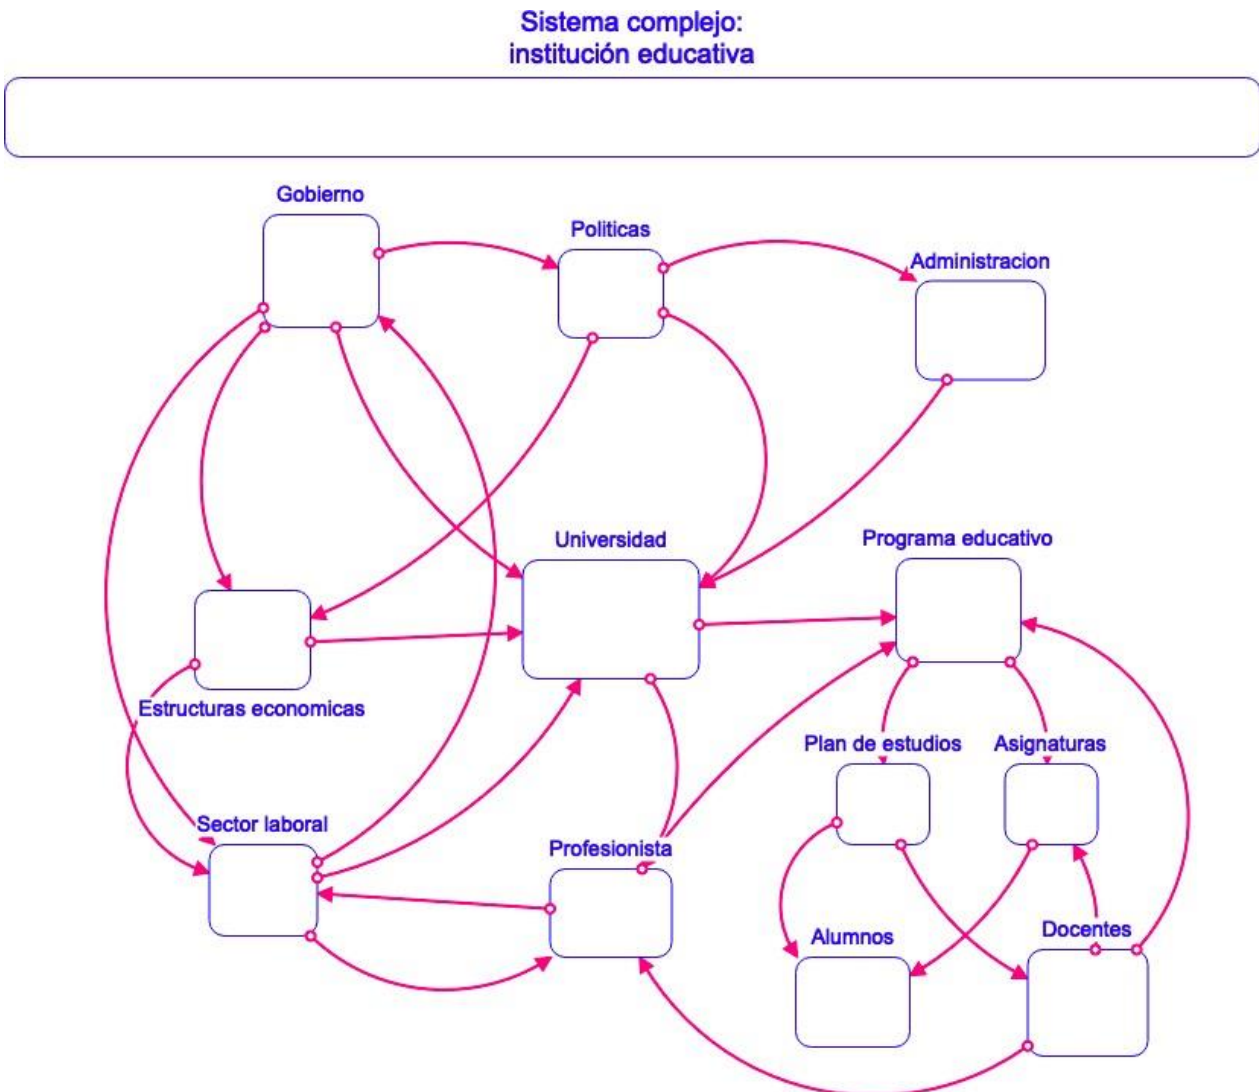 Sistema complejo:
institución educativa
Gobierno
Politicas
Administracion
Universidad
Programa educativo
Estructuras economicas
Plan de estudios
Asignaturas
Sector laboral
Profesionista
Alumnos
Docentes